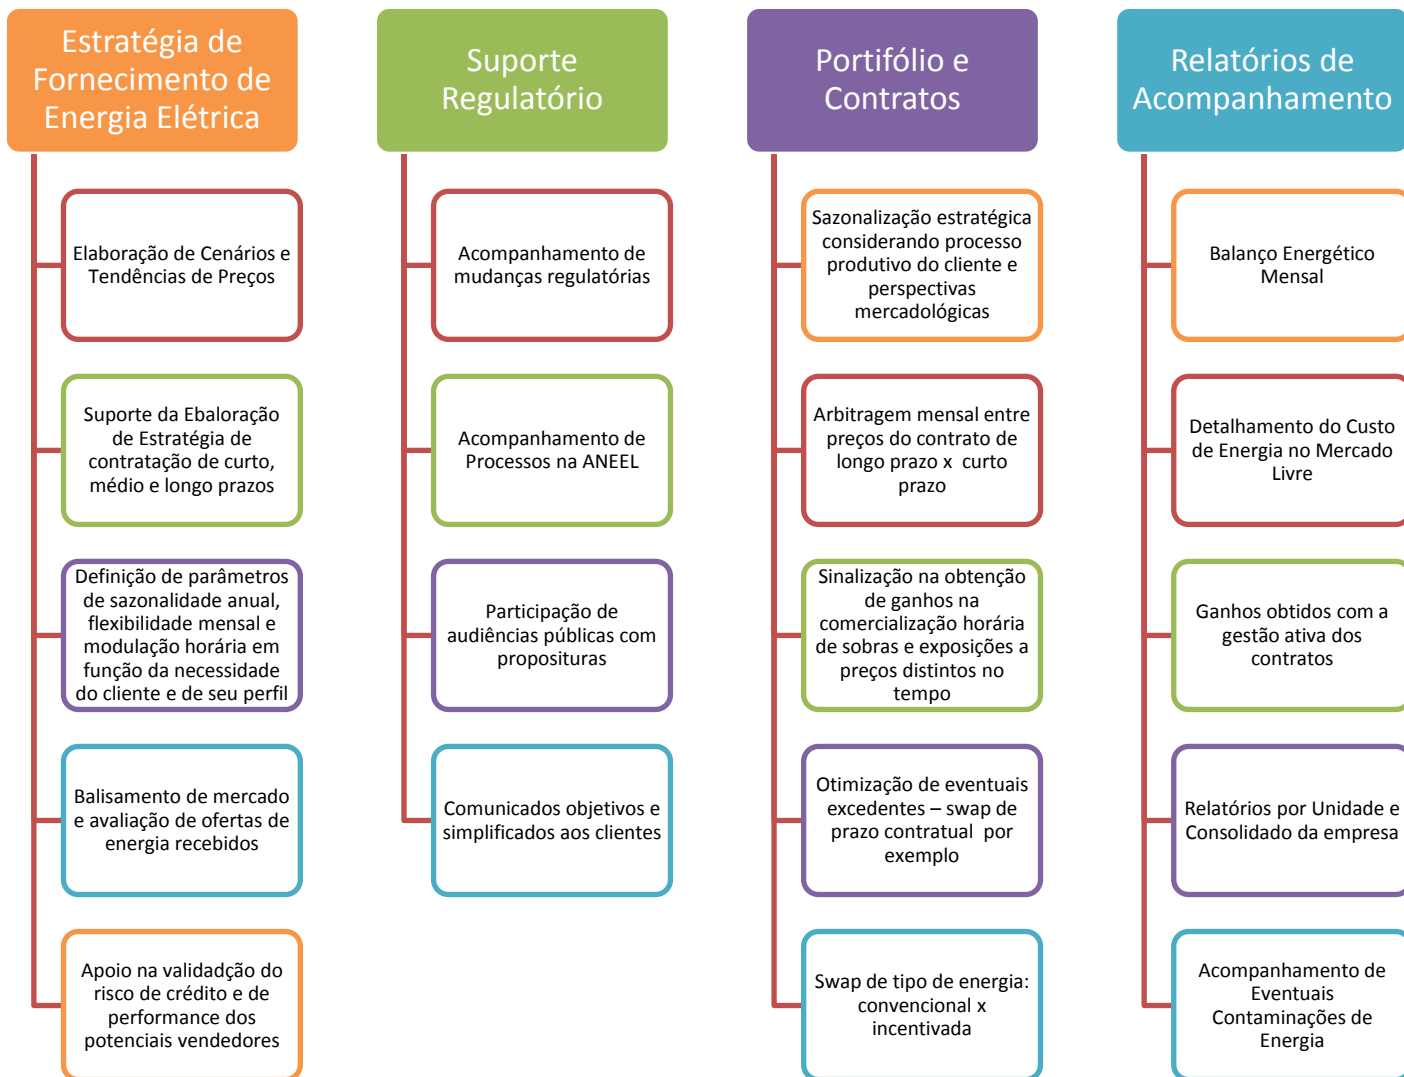 Estratégia de
Fornecimento de
Energia Elétrica
Elaboração de Cenários e
Tendências de Preços
Suporte da Ebaloração
de Estratégia de
contratação de curto,
médio e longo prazos
Definição de parâmetros
de sazonalidade anual,
flexibilidade mensal e
modulação horária em
função da necessidade
do cliente e de seu perfil
Balisamento de mercado
e avaliação de ofertas de
energia recebidos
Apoio na validadção do
risco de crédito e de
performance dos
potenciais vendedores
Suporte
Regulatório
Acompanhamento de
mudanças regulatórias
Acompanhamento de
Processos na ANEEL
Participação de
audiências públicas com
proposituras
Comunicados objetivos e
simplificados aos clientes
Portifólio e
Contratos
Sazonalização estratégica
considerando processo
produtivo do cliente e
perspectivas
mercadológicas
Arbitragem mensal entre
preços do contrato de
longo prazo x curto
prazo
Sinalização na obtenção
de ganhos na
comercialização horária
de sobras e exposições a
preços distintos no
tempo
Otimização de eventuais
excedentes – swap de
prazo contratual por
exemplo
Swap de tipo de energia:
convencional x
incentivada
Relatórios de
Acompanhamento
Balanço Energético
Mensal
Detalhamento do Custo
de Energia no Mercado
Livre
Ganhos obtidos com a
gestão ativa dos
contratos
Relatórios por Unidade e
Consolidado da empresa
Acompanhamento de
Eventuais
Contaminações de
Energia